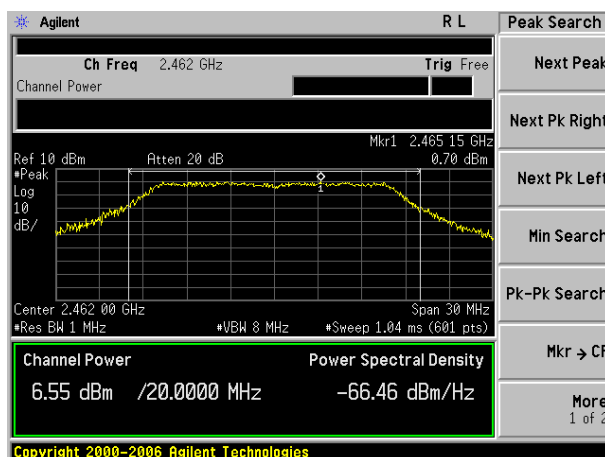 Agilent R L Peak Search
Ch Freq 2.462 GHz Trig Free
Channel Power
Next Peak
Next Pk Right
Next Pk Left
Min Search
Pk-Pk Search
Mkr → CF
More
1 of 2
Mkr1 2.465 15 GHz
Ref 10 dBm Atten 20 dB 0.70 dBm
#Peak
Log
10
dB/
1
Center 2.462 00 GHz Span 30 MHz
#Res BW 1 MHz #VBW 8 MHz #Sweep 1.04 ms (601 pts)
Channel Power Power Spectral Density
6.55 dBm /20.0000 MHz -66.46 dBm/Hz
Copyright 2000-2006 Agilent Technologies